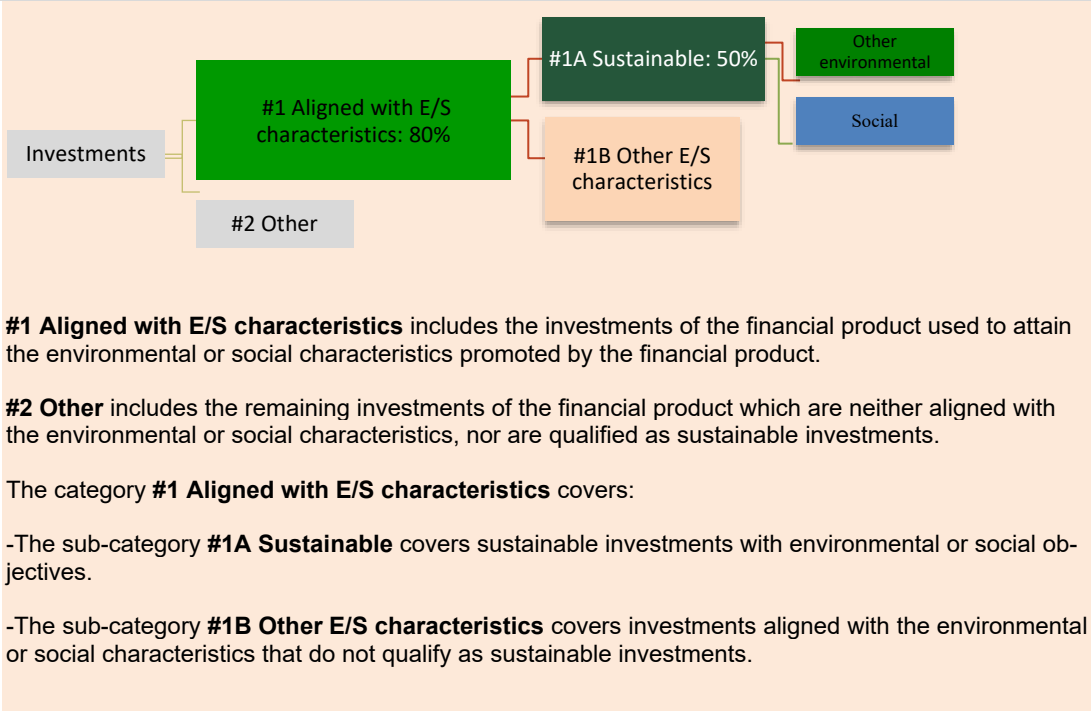 Investments
#1 Aligned with E/S
characteristics: 80%
#2 Other
#1A Sustainable: 50%
#1B Other E/S
characteristics
Other
environmental
Social
#1 Aligned with E/S characteristics includes the investments of the financial product used to attain
the environmental or social characteristics promoted by the financial product.
#2 Other includes the remaining investments of the financial product which are neither aligned with
the environmental or social characteristics, nor are qualified as sustainable investments.
The category #1 Aligned with E/S characteristics covers:
-The sub-category #1A Sustainable covers sustainable investments with environmental or social ob-
jectives.
-The sub-category #1B Other E/S characteristics covers investments aligned with the environmental
or social characteristics that do not qualify as sustainable investments.